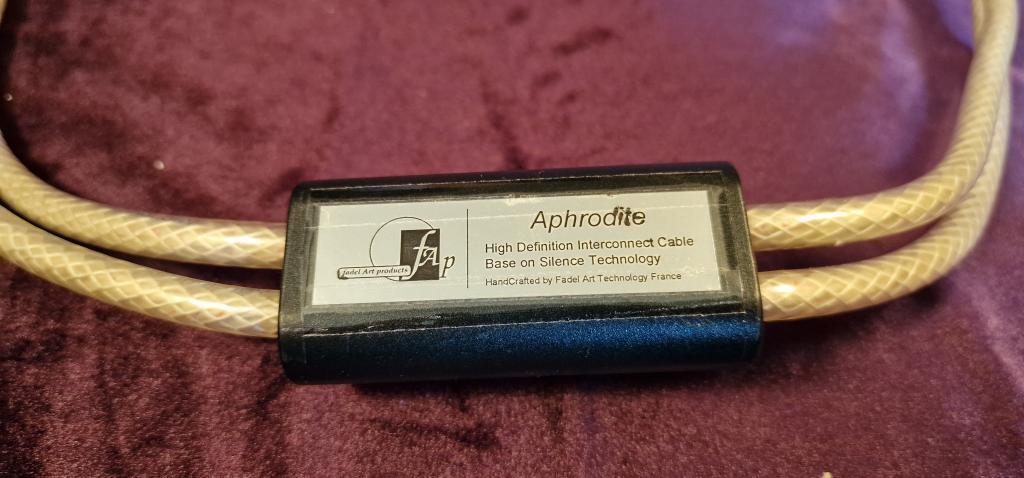 fAp
fadel Art products
Aphrodite
High Definition Interconnect Cable
Base on Silence Technology
HandCrafted by Fadel Art Technology France